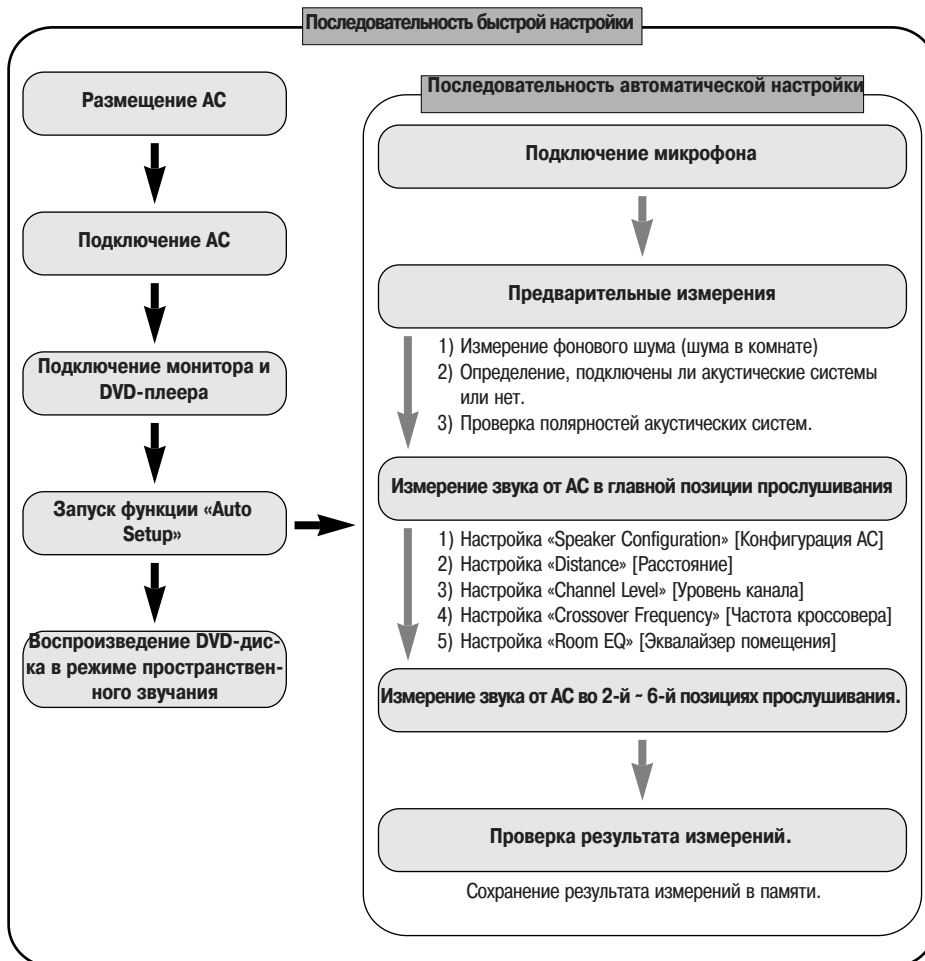 Последовательность быстрой настройки
Размещение АС
Подключение АС
Подключение монитора и
DVD-плеера
Запуск функции «Auto
Setup»
Воспроизведение DVD-дис-
ка в режиме пространствен-
ного звучания
Последовательность автоматической настройки
Подключение микрофона
Предварительные измерения
1) Измерение фонового шума (шума в комнате)
2) Определение, подключены ли акустические системы
или нет.
3) Проверка полярностей акустических систем.
Измерение звука от АС в главной позиции прослушивания
1) Настройка «Speaker Configuration» [Конфигурация АС]
2) Настройка «Distance» [Расстояние]
3) Настройка «Channel Level» [Уровень канала]
4) Настройка «Crossover Frequency» [Частота кроссовера]
5) Настройка «Room EQ» [Эквалайзер помещения]
Измерение звука от АС во 2-й ~ 6-й позициях прослушивания.
Проверка результата измерений.
Сохранение результата измерений в памяти.